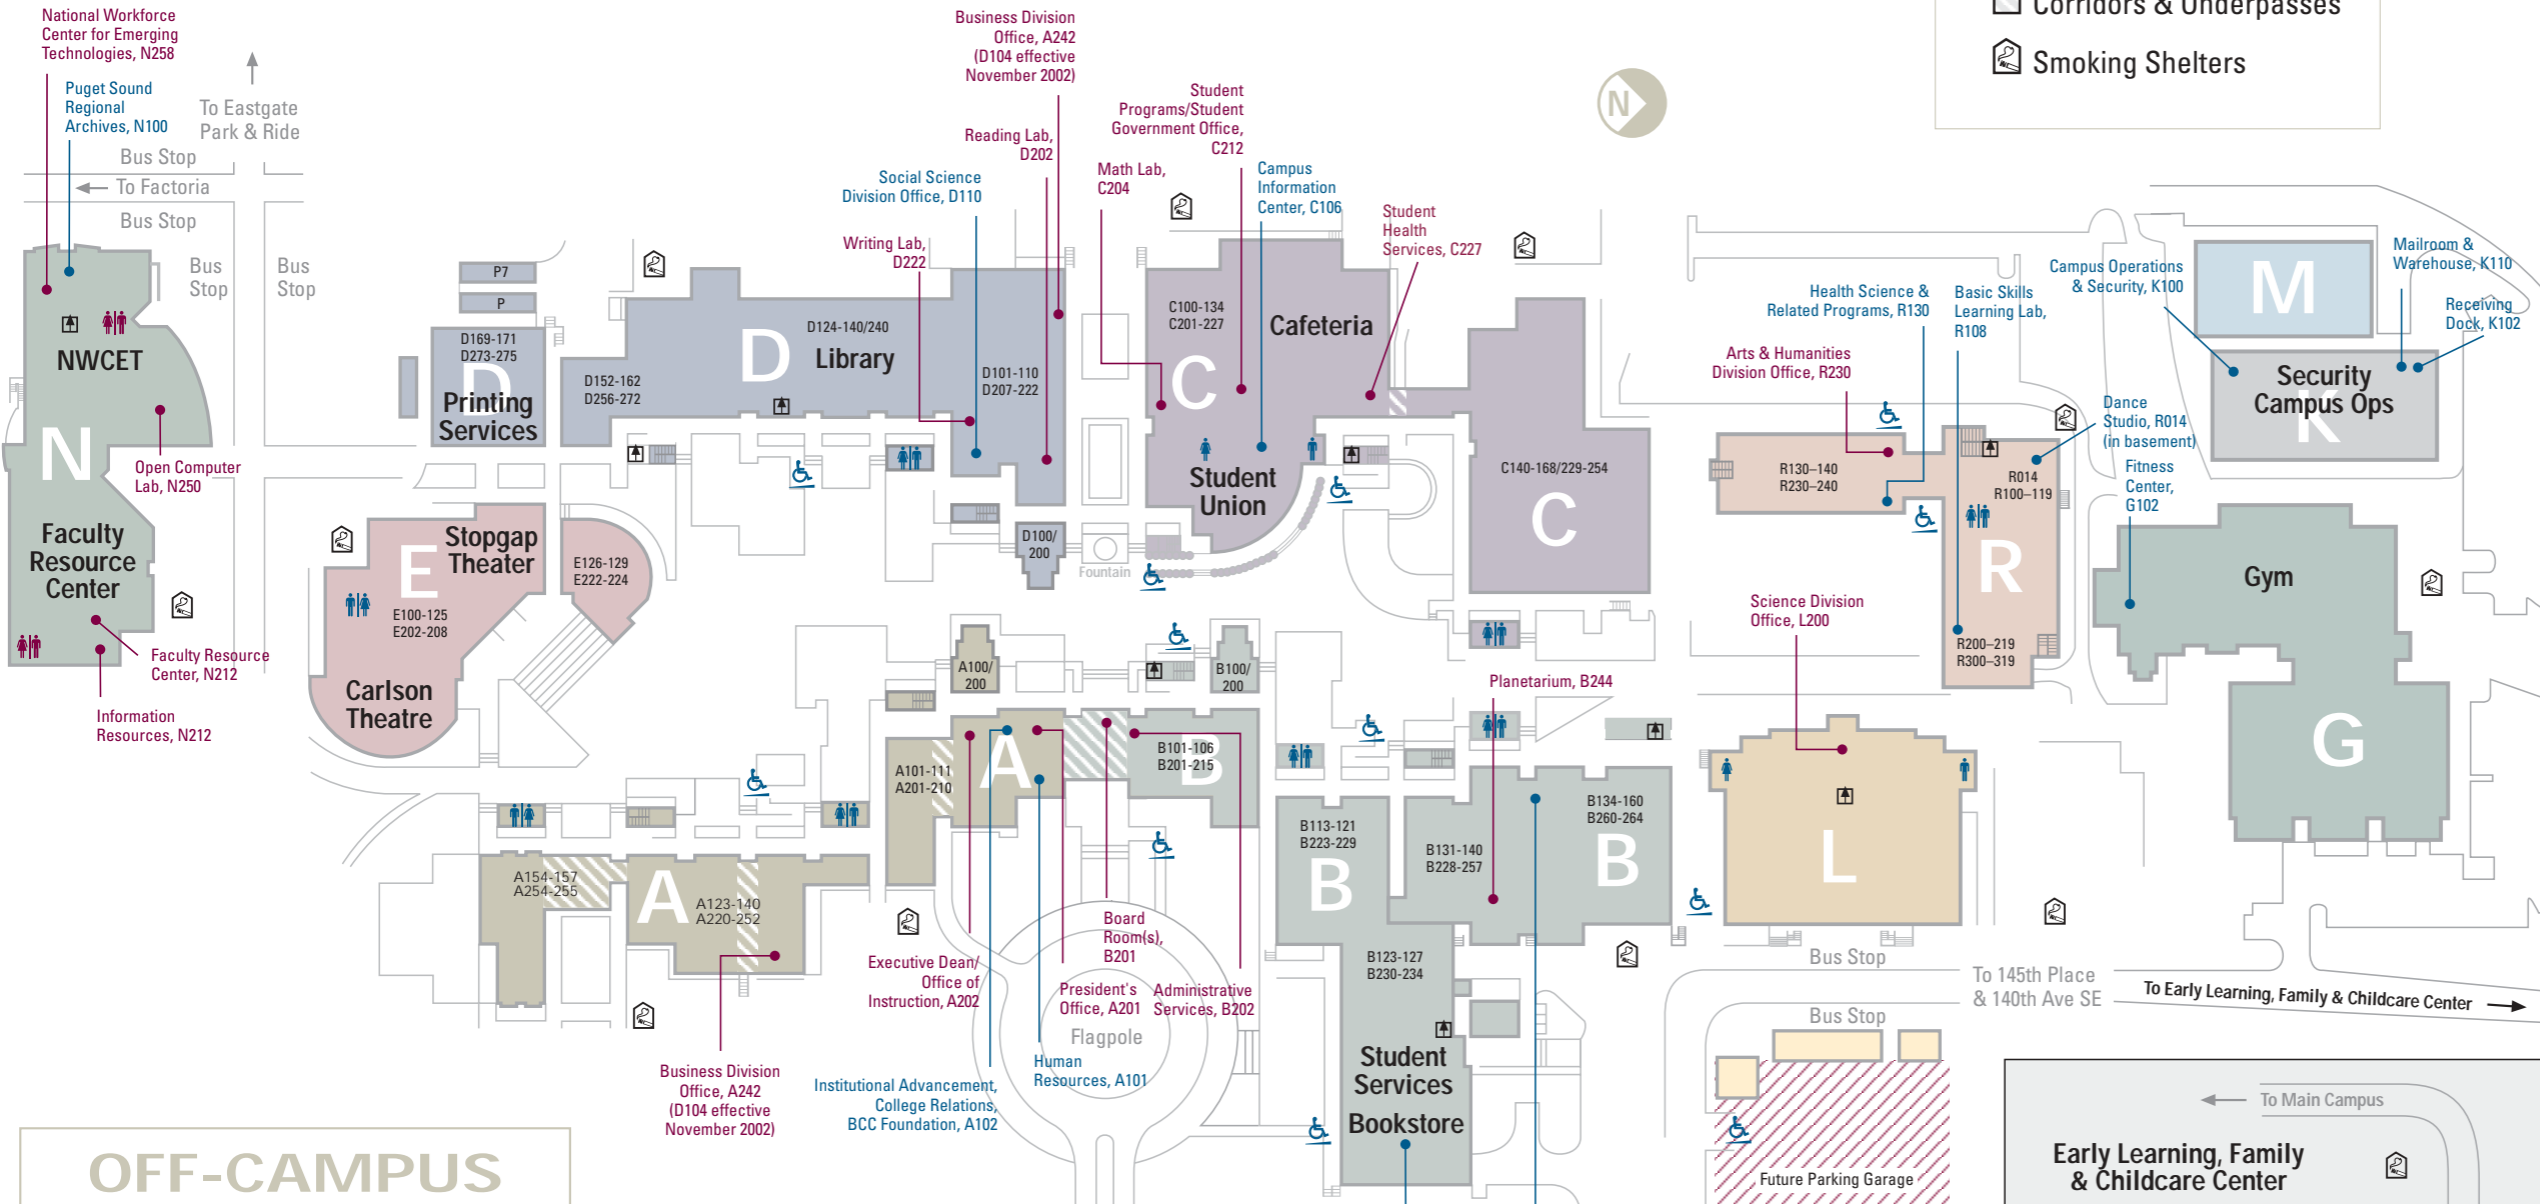 National Workforce
Center for Emerging
Technologies, N258
Puget Sound
Regional
Archives, N100
To Eastgate
Park & Ride
Bus Stop
To Factoria
Bus Stop
Bus
Stop
Bus
Stop
Business Division
Office, A242
(D104 effective
November 2002)
Reading Lab,
D202
Social Science
Division Office, D110
Writing Lab,
D222
Student
Programs/Student
Government Office,
C212
Math Lab,
C204
Campus
Information
Center, C106
Student
Health
Services, C227
N
Corridors & Underpasses
Smoking Shelters
NWCET
N
Open Computer
Lab, N250
Faculty
Resource
Center
Faculty Resource
Center, N212
Information
Resources, N212
P7
P
D169-171
D273-275
D
Printing
Services
D152-162
D256-272
D
D124-140/240
Library
D101-110
D207-222
D100/
200
Fountain
C100-134
C201-227
Cafeteria
C
Student
Union
C140-168/229-254
C
Stopgap
Theater
E
E126-129
E222-224
E100-125
E202-208
Carlson
Theatre
Health Science &
Related Programs, R130
Basic Skills
Learning Lab,
R108
Arts & Humanities
Division Office, R230
Campus Operations
& Security, K100
Mailroom &
Warehouse, K110
Receiving
Dock, K102
M
Security
Campus Ops
K
Dance
Studio, R014
(in basement)
Fitness
Center,
G102
R130–140
R230–240
R014
R100–119
R
R200–219
R300–319
Gym
G
Science Division
Office, L200
L
Planetarium, B244
A100/
200
B100/
200
A101-111
A201-210
A
B101-106
B201-215
B
B113-121
B223-229
B
B131-140
B228-257
B134-160
B260-264
B
B123-127
B230-234
Student
Services
Bookstore
A154-157
A254-255
A
A123-140
A220-252
Business Division
Office, A242
(D104 effective
November 2002)
Executive Dean/
Office of
Instruction, A202
Institutional Advancement,
College Relations,
BCC Foundation, A102
Human
Resources, A101
President's
Office, A201
Board
Room(s),
B201
Administrative
Services, B202
Flagpole
Bus Stop
To 145th Place
& 140th Ave SE
Bus Stop
To Early Learning, Family & Childcare Center
Future Parking Garage
To Main Campus
Early Learning, Family
& Childcare Center
OFF-CAMPUS